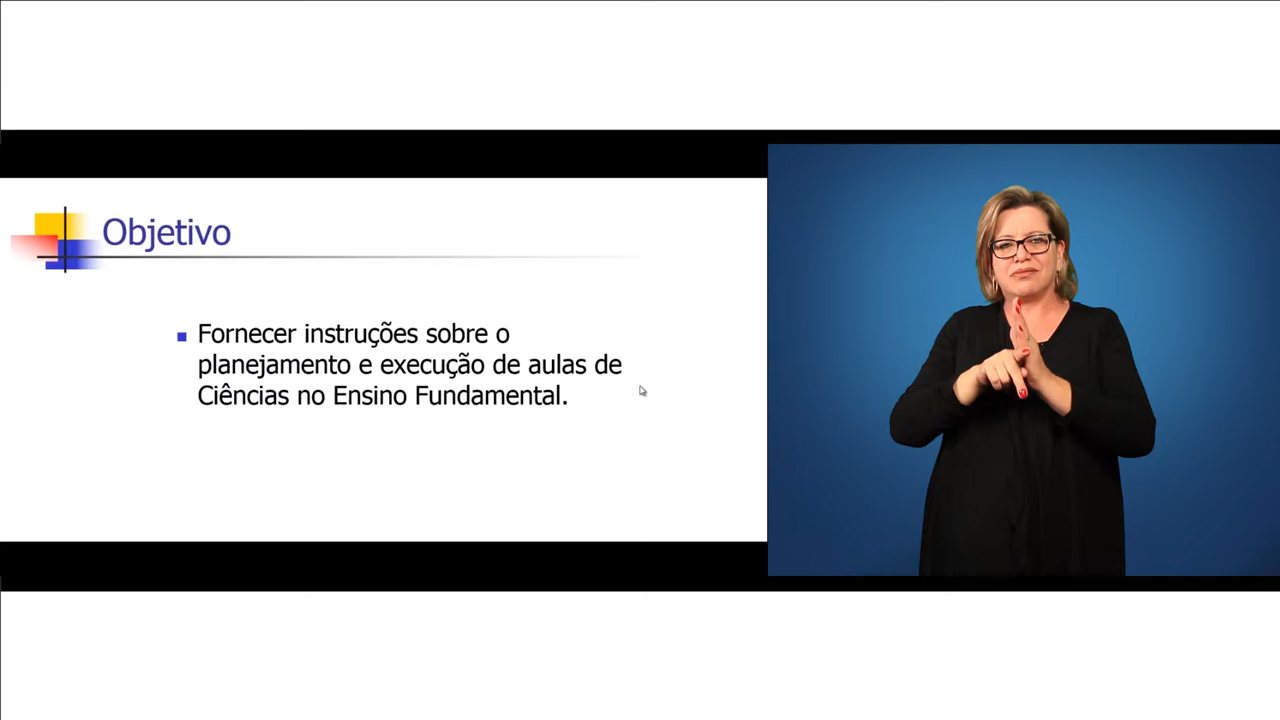 Objetivo
Fornecer instruções sobre o
planejamento e execução de aulas de
Ciências no Ensino Fundamental.